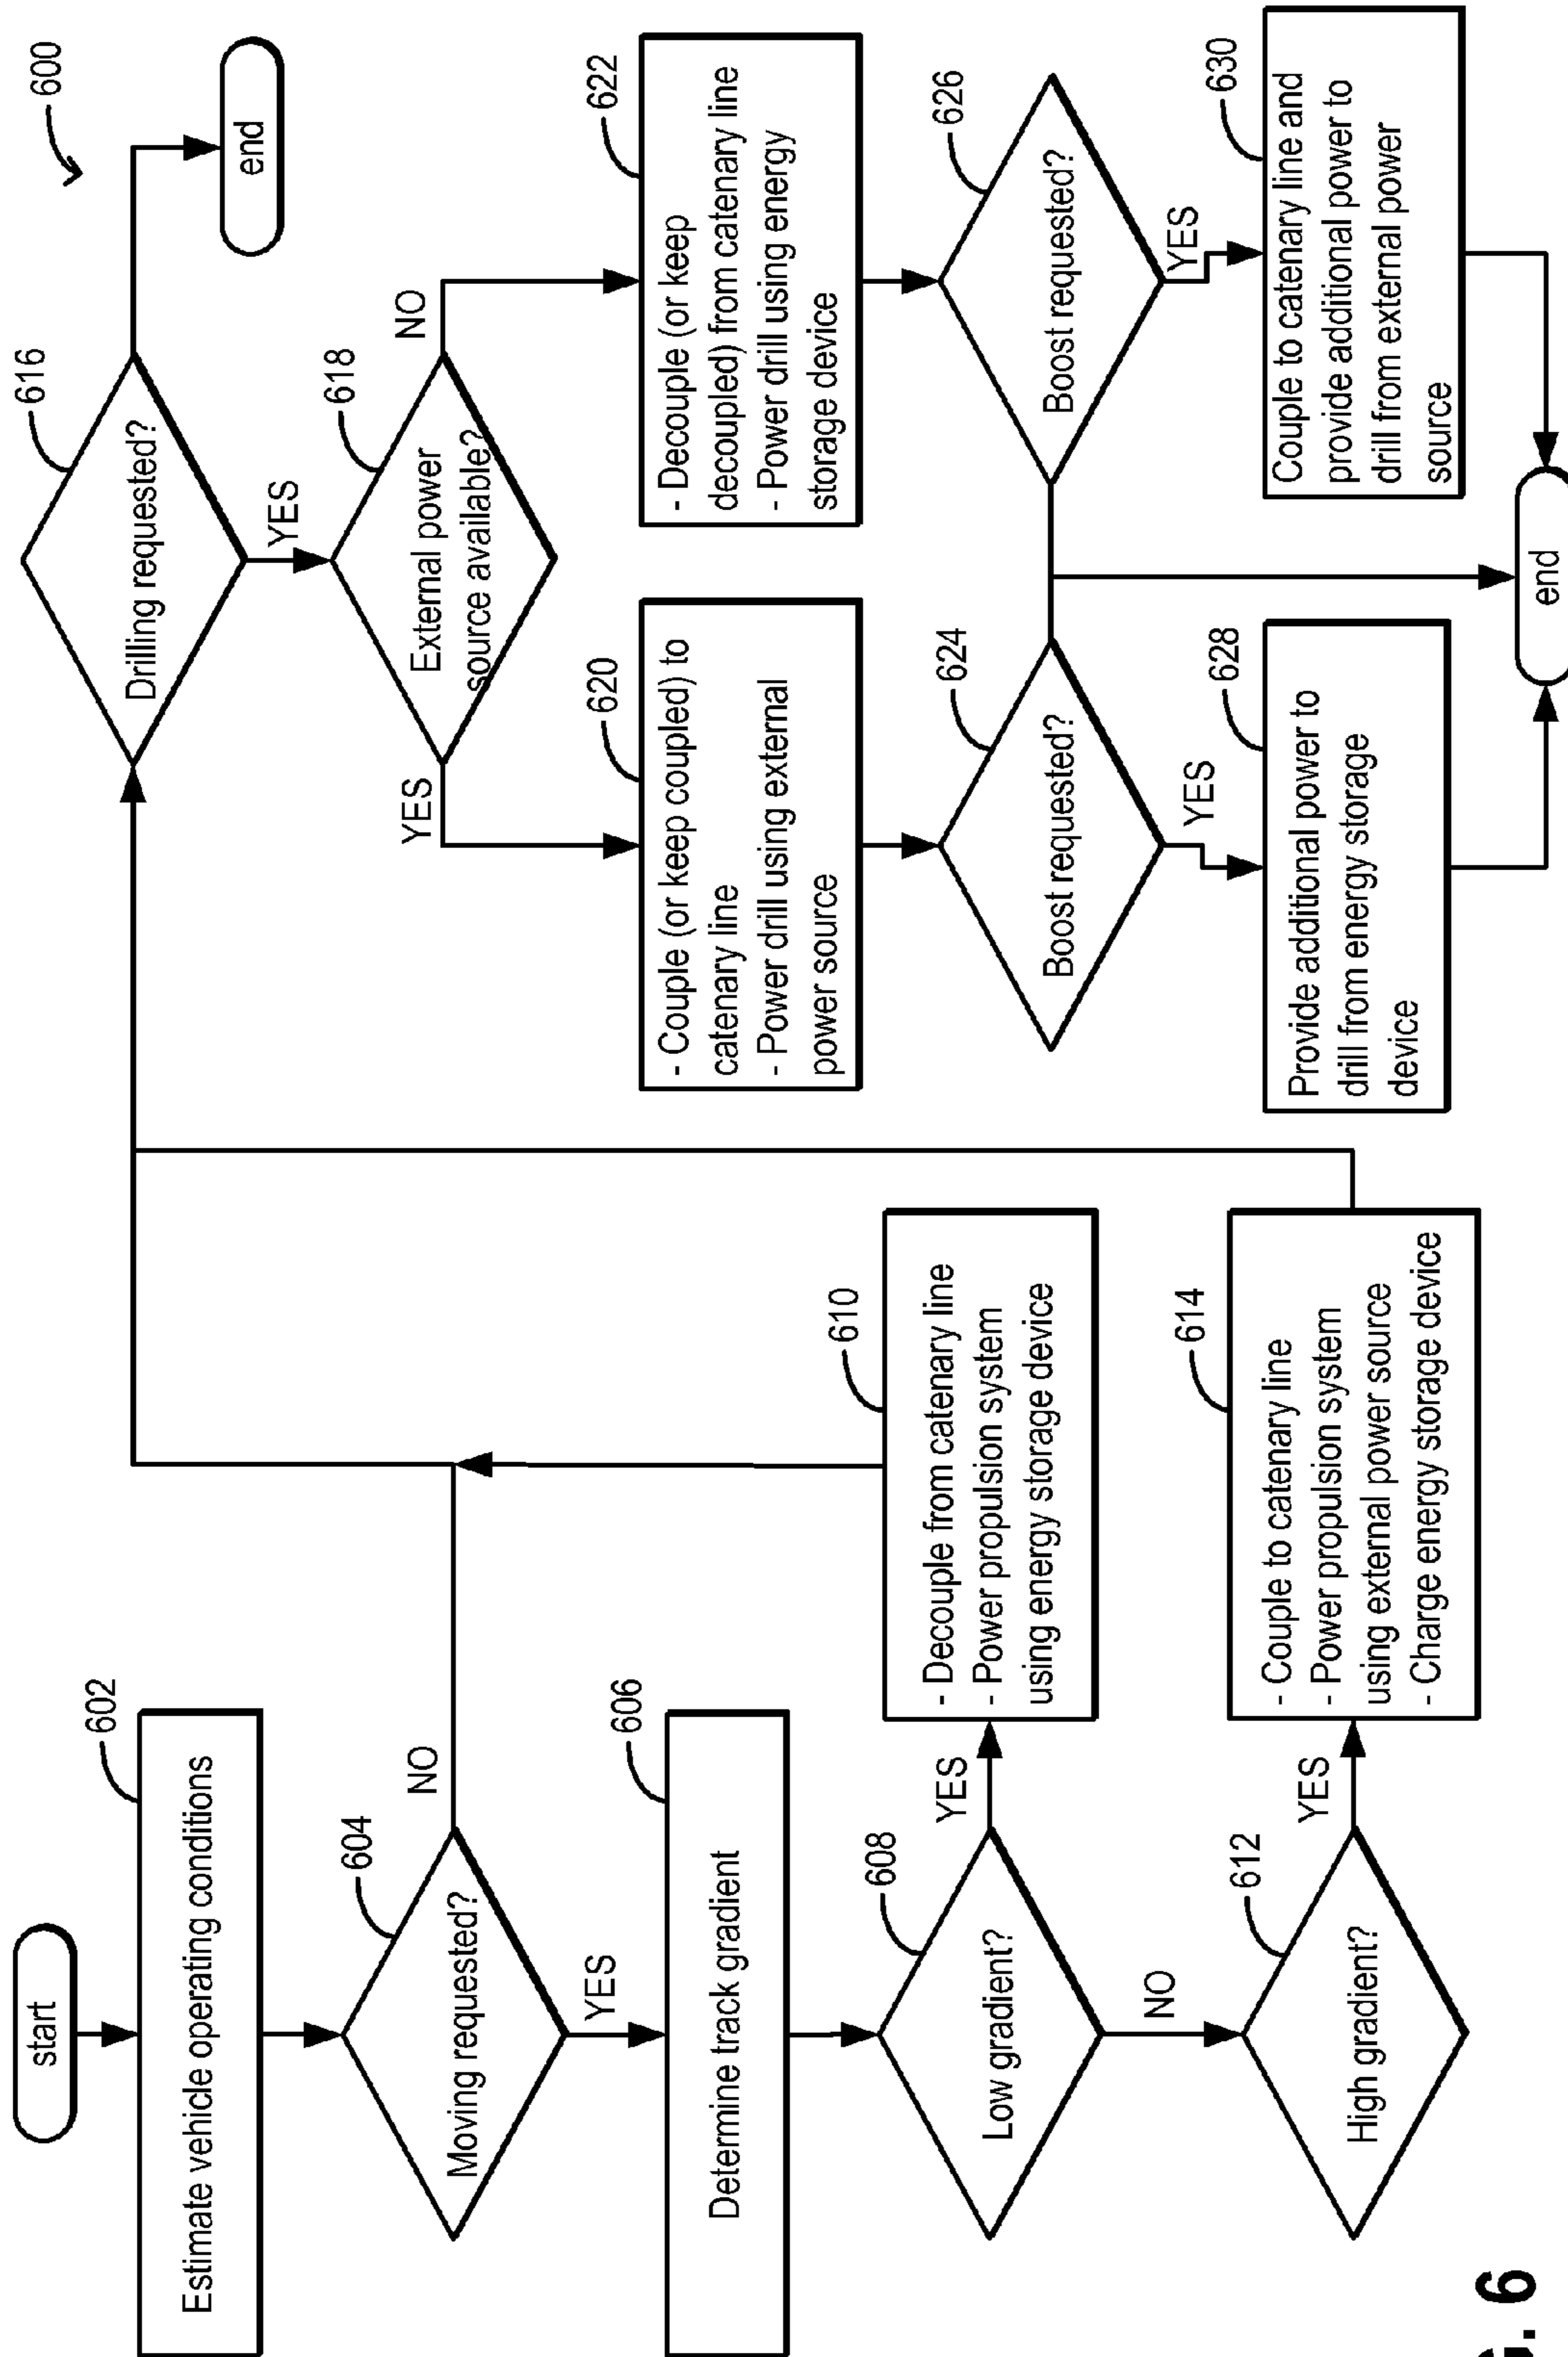 600
start
602
Estimate vehicle operating conditions
604
Moving requested?
NO
YES
606
Determine track gradient
608
Low gradient?
YES
NO
610
- Decouple from catenary line
- Power propulsion system
using energy storage device
612
High gradient?
YES
614
- Couple to catenary line
- Power propulsion system
using external power source
- Charge energy storage device
616
Drilling requested?
end
YES
618
External power
source available?
YES
NO
620
- Couple (or keep coupled) to
catenary line
- Power drill using external
power source
622
- Decouple (or keep
decoupled) from catenary line
- Power drill using energy
storage device
624
Boost requested?
YES
626
Boost requested?
YES
628
Provide additional power to
drill from energy storage
device
630
Couple to catenary line and
provide additional power to
drill from external power
source
end
G. 6